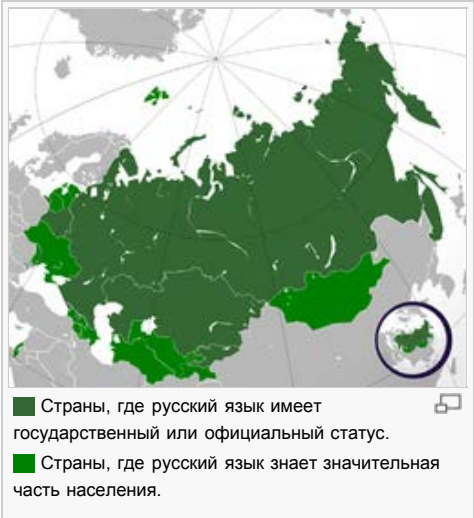 Страны, где русский язык имеет
государственный или официальный статус.
Страны, где русский язык знает значительная
часть населения.